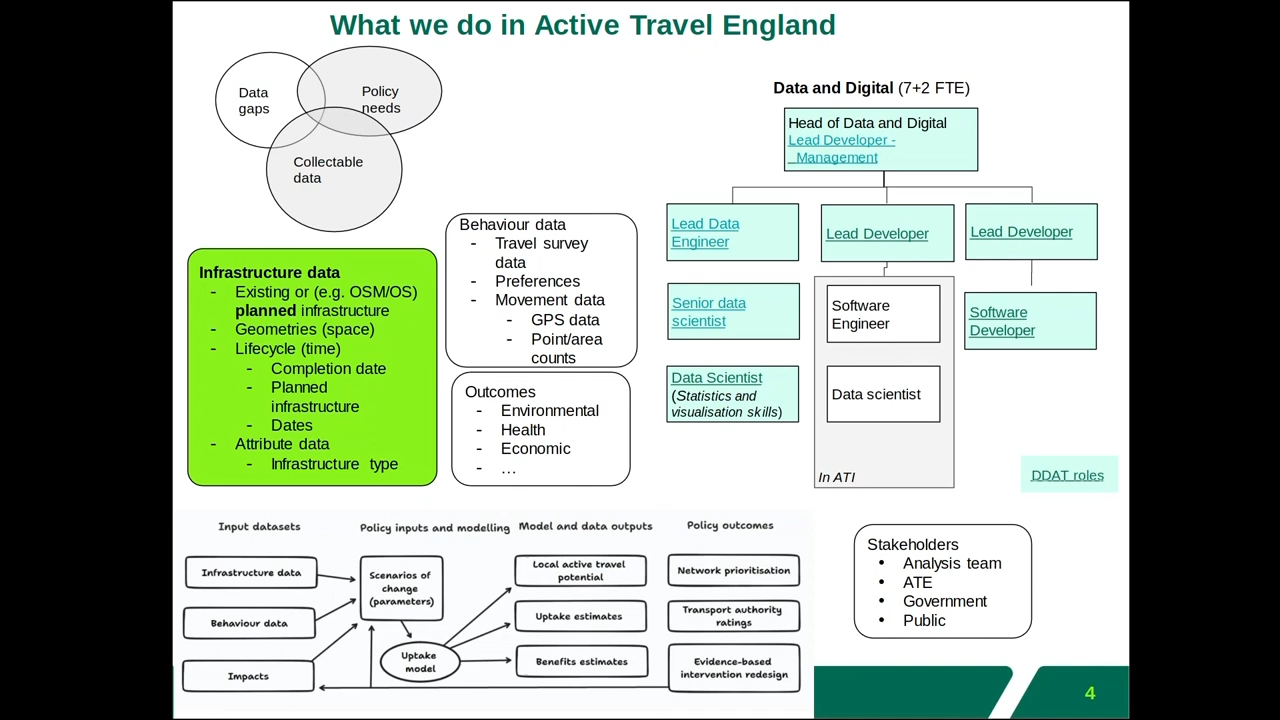 What we do in Active Travel England
Data
gaps
Policy
needs
Collectable
data
Infrastructure data
- Existing or (e.g. OSM/OS)
planned infrastructure
- Geometries (space)
- Lifecycle (time)
- Completion date
- Planned
infrastructure
- Dates
- Attribute data
- Infrastructure type
Behaviour data
- Travel survey
data
- Preferences
- Movement data
- GPS data
- Point/area
counts
Outcomes
- Environmental
- Health
- Economic
- ...
Data and Digital (7+2 FTE)
Head of Data and Digital
Lead Developer -
Management
Lead Data
Engineer
Lead Developer
Lead Developer
Senior data
scientist
Software
Engineer
Software
Developer
Data Scientist
(Statistics and
visualisation skills)
Data scientist
In ATI
DDAT roles
Input datasets
Policy inputs and modelling
Model and data outputs
Policy outcomes
Infrastructure data
Behaviour data
Impacts
Scenarios of
change
(parameters)
Uptake
model
Local active travel
potential
Uptake estimates
Benefits estimates
Network prioritisation
Transport authority
ratings
Evidence-based
intervention redesign
Stakeholders
• Analysis team
• ATE
• Government
• Public
4